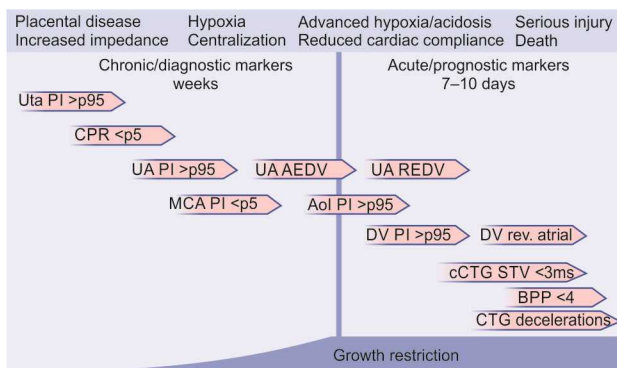 Placental disease
Increased impedance
Hypoxia
Centralization
Advanced hypoxia/acidosis
Reduced cardiac compliance
Serious injury
Death
Chronic/diagnostic markers
weeks
Acute/prognostic markers
7–10 days
Uta PI >p95
CPR <p5
UA PI >p95
UA AEDV
UA REDV
MCA PI <p5
AoI PI >p95
DV PI >p95
DV rev. atrial
cCTG STV <3ms
BPP <4
CTG decelerations
Growth restriction